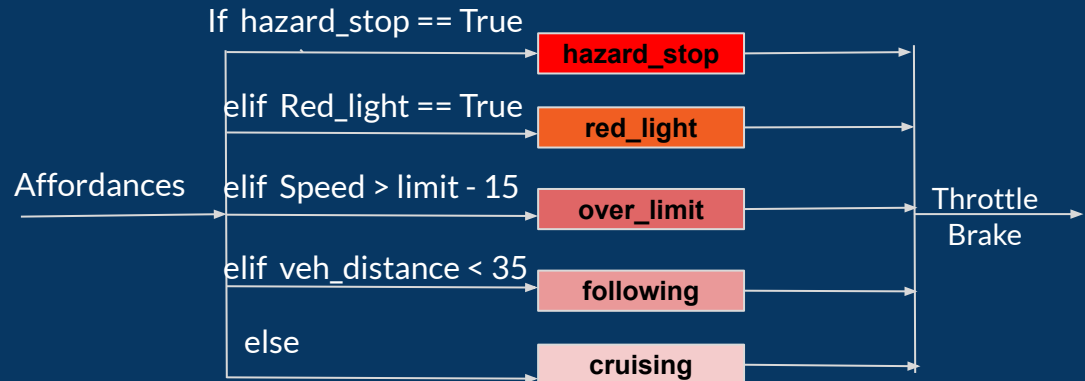 If hazard_stop == True
hazard_stop
elif Red_light == True
red_light
Affordances
elif Speed > limit - 15
over_limit
Throttle
Brake
elif veh_distance < 35
following
else
cruising